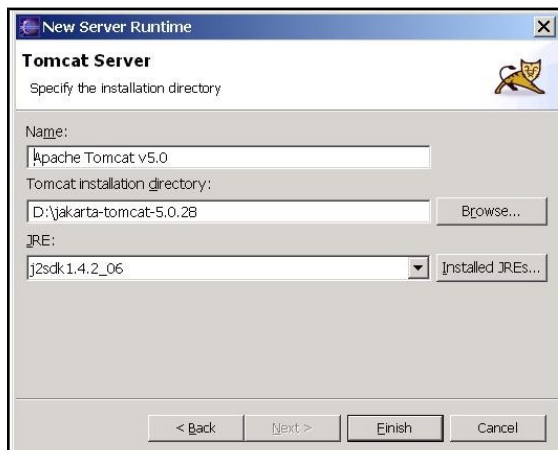 New Server Runtime
Tomcat Server
Specify the installation directory
Name:
Apache Tomcat v5.0
Tomcat installation directory:
D:\jakarta-tomcat-5.0.28
Browse...
JRE:
j2sdk1.4.2_06
Installed JREs...
< Back
Next >
Finish
Cancel